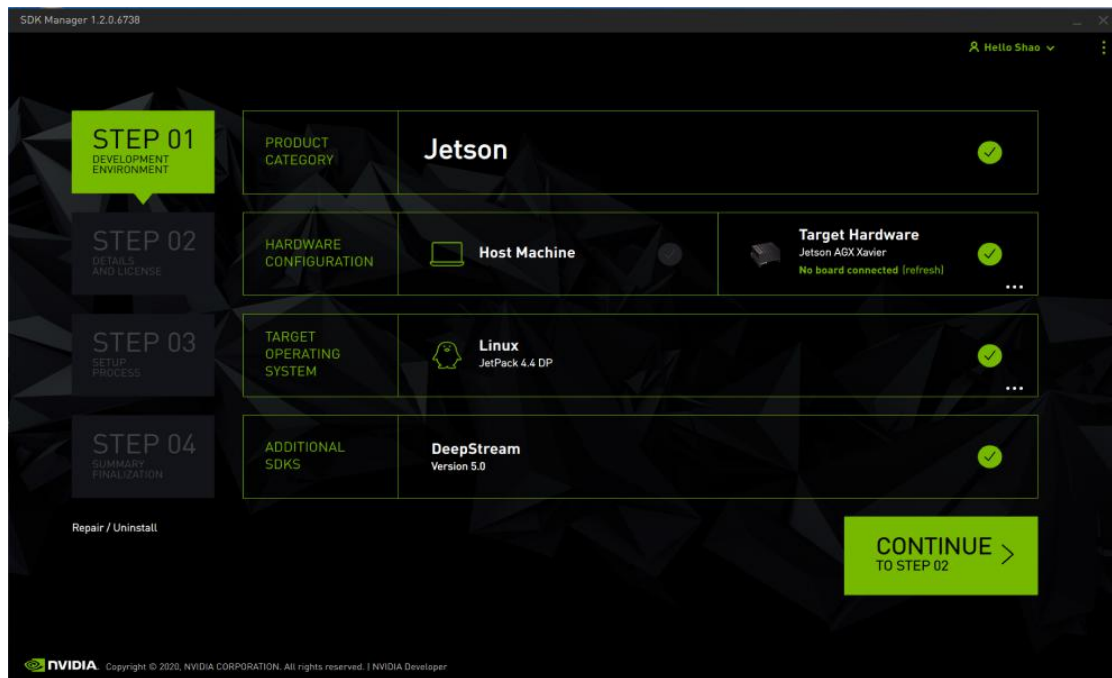 SDK Manager 1.2.0.6738
Hello Shao
STEP 01
DEVELOPMENT
ENVIRONMENT
PRODUCT
CATEGORY
Jetson
STEP 02
DETAILS
AND LICENSE
HARDWARE
CONFIGURATION
Host Machine
Target Hardware
Jetson AGX Xavier
No board connected (refresh)
...
STEP 03
SETUP
PROCESS
TARGET
OPERATING
SYSTEM
Linux
JetPack 4.4 DP
...
STEP 04
SUMMARY
FINALIZATION
ADDITIONAL
SDKS
DeepStream
Version 5.0
Repair / Uninstall
CONTINUE
TO STEP 02
NVIDIA. Copyright © 2020, NVIDIA CORPORATION. All rights reserved. | NVIDIA Developer